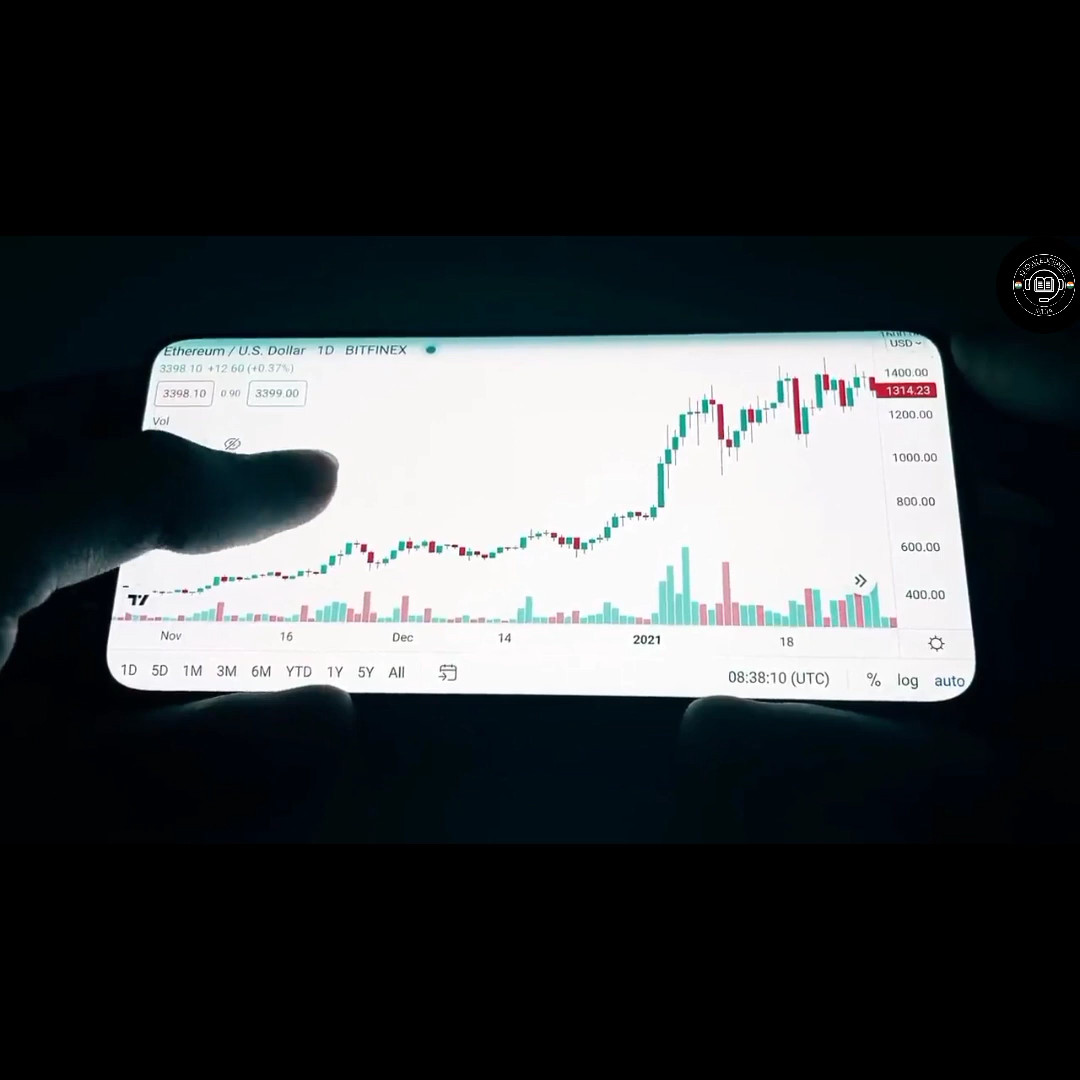 Ethereum / U.S. Dollar 1D BITFINEX
3398.10 +12.60 (+0.37%)
3398.10 0.90 3399.00
Vol
USD
1400.00
1314.23
1200.00
1000.00
800.00
600.00
400.00
Nov 16 Dec 14 2021 18
1D 5D 1M 3M 6M YTD 1Y 5Y All
08:38:10 (UTC) % log auto